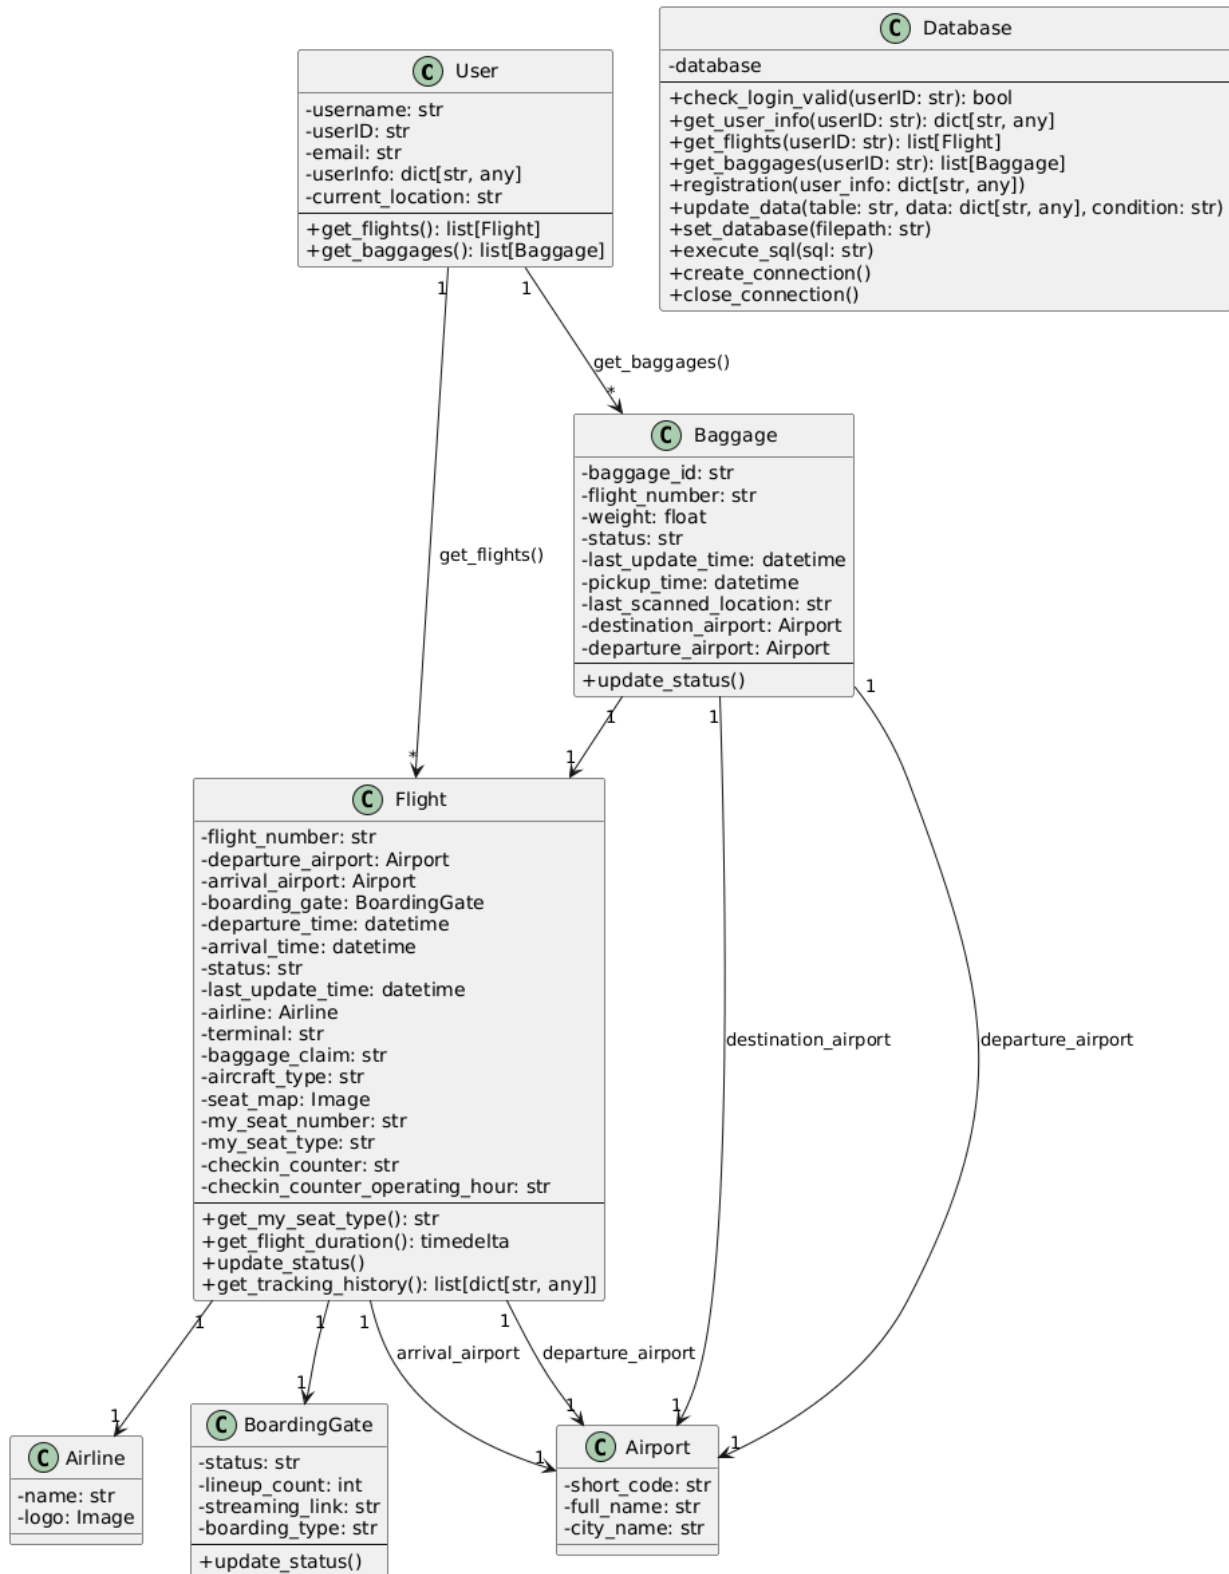 C User
-username: str
-userID: str
-email: str
-userInfo: dict[str, any]
-current_location: str
+get_flights(): list[Flight]
+get_baggages(): list[Baggage]
C Database
-database
+check_login_valid(userID: str): bool
+get_user_info(userID: str): dict[str, any]
+get_flights(userID: str): list[Flight]
+get_baggages(userID: str): list[Baggage]
+registration(user_info: dict[str, any])
+update_data(table: str, data: dict[str, any], condition: str)
+set_database(filepath: str)
+execute_sql(sql: str)
+create_connection()
+close_connection()
1
1
get_baggages()
*
get_flights()
*
C Baggage
-baggage_id: str
-flight_number: str
-weight: float
-status: str
-last_update_time: datetime
-pickup_time: datetime
-last_scanned_location: str
-destination_airport: Airport
-departure_airport: Airport
+update_status()
1
1
1
1
destination_airport
departure_airport
C Flight
-flight_number: str
-departure_airport: Airport
-arrival_airport: Airport
-boarding_gate: BoardingGate
-departure_time: datetime
-arrival_time: datetime
-status: str
-last_update_time: datetime
-airline: Airline
-terminal: str
-baggage_claim: str
-aircraft_type: str
-seat_map: Image
-my_seat_number: str
-my_seat_type: str
-checkin_counter: str
-checkin_counter_operating_hour: str
+get_my_seat_type(): str
+get_flight_duration(): timedelta
+update_status()
+get_tracking_history(): list[dict[str, any]]
1
1
1
1
arrival_airport
departure_airport
1
1
1
1
1
1
C Airline
-name: str
-logo: Image
C BoardingGate
-status: str
-lineup_count: int
-streaming_link: str
-boarding_type: str
+update_status()
C Airport
-short_code: str
-full_name: str
-city_name: str